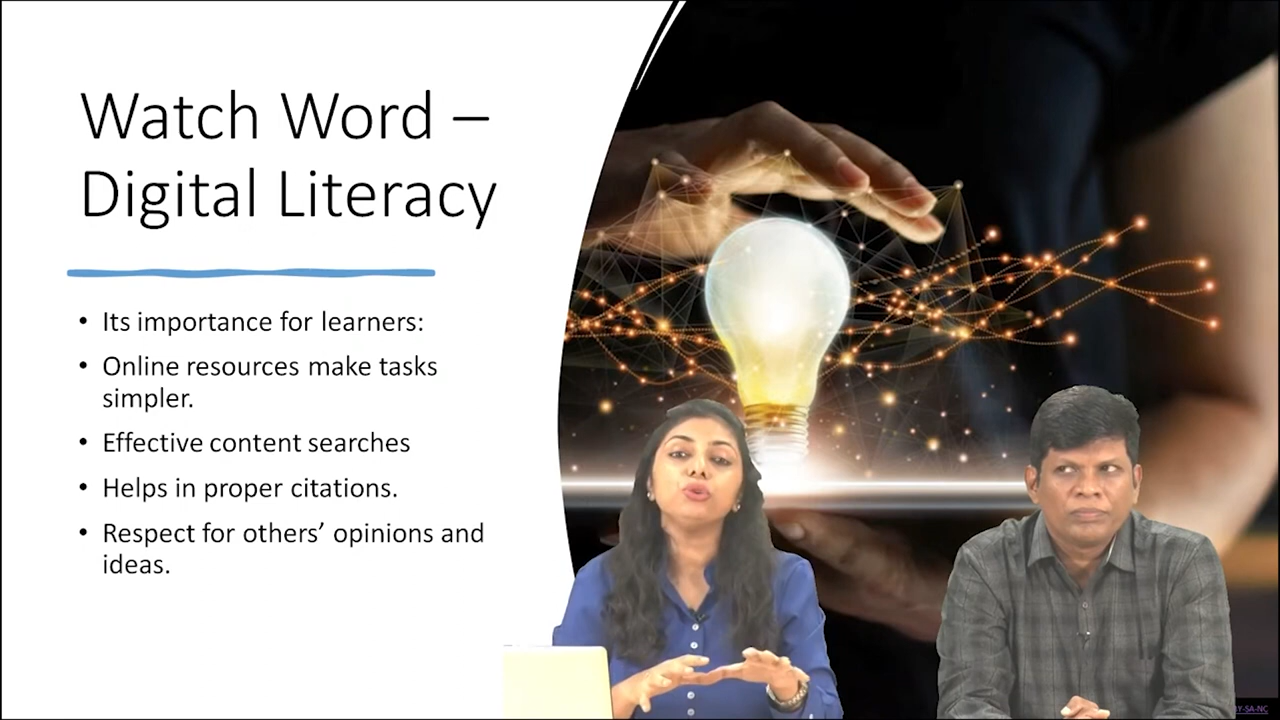 Watch Word –
Digital Literacy
• Its importance for learners:
• Online resources make tasks
simpler.
• Effective content searches
• Helps in proper citations.
• Respect for others’ opinions and
ideas.